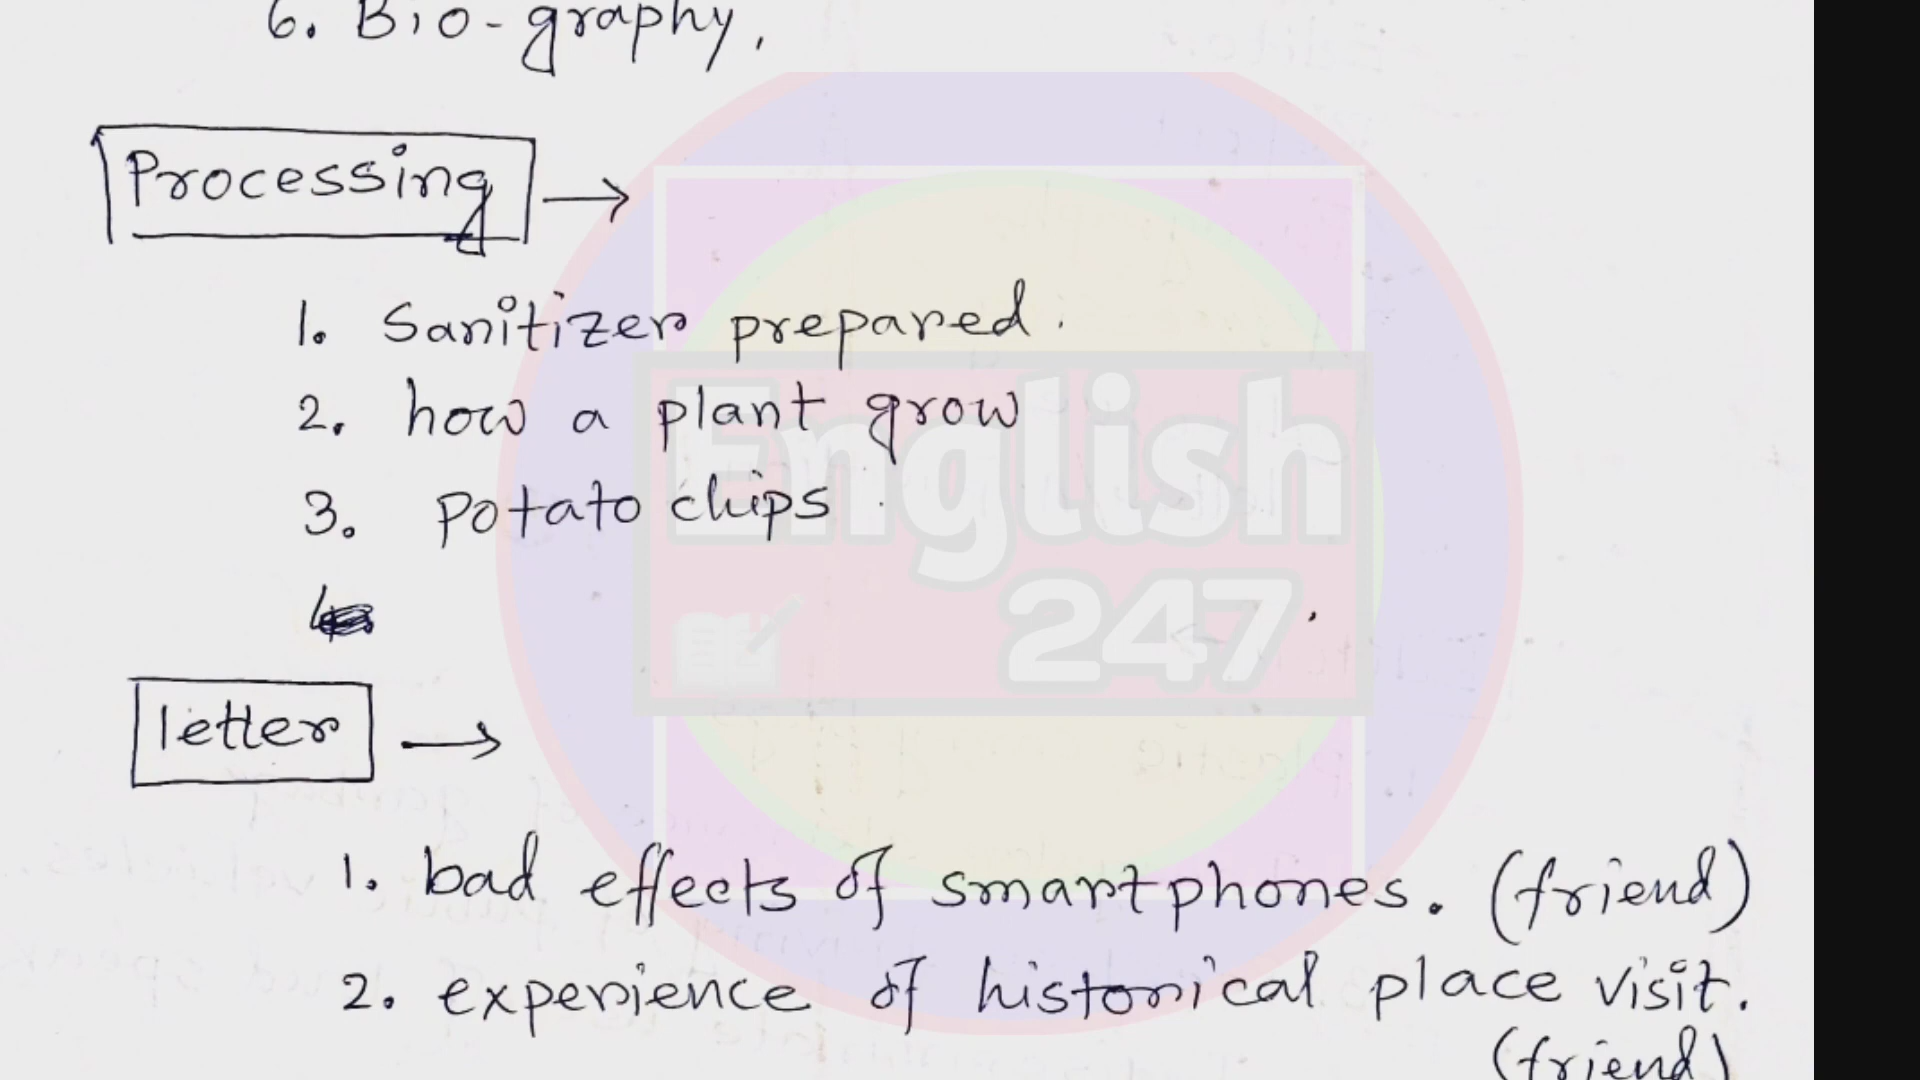 6. Bio-graphy,
Processing →
1. Sanitizer prepared.
2. how a plant grow
3. potato chips
English
247
letter →
1. bad effects of smartphones. (friend)
2. experience of historical place visit.
(friend)